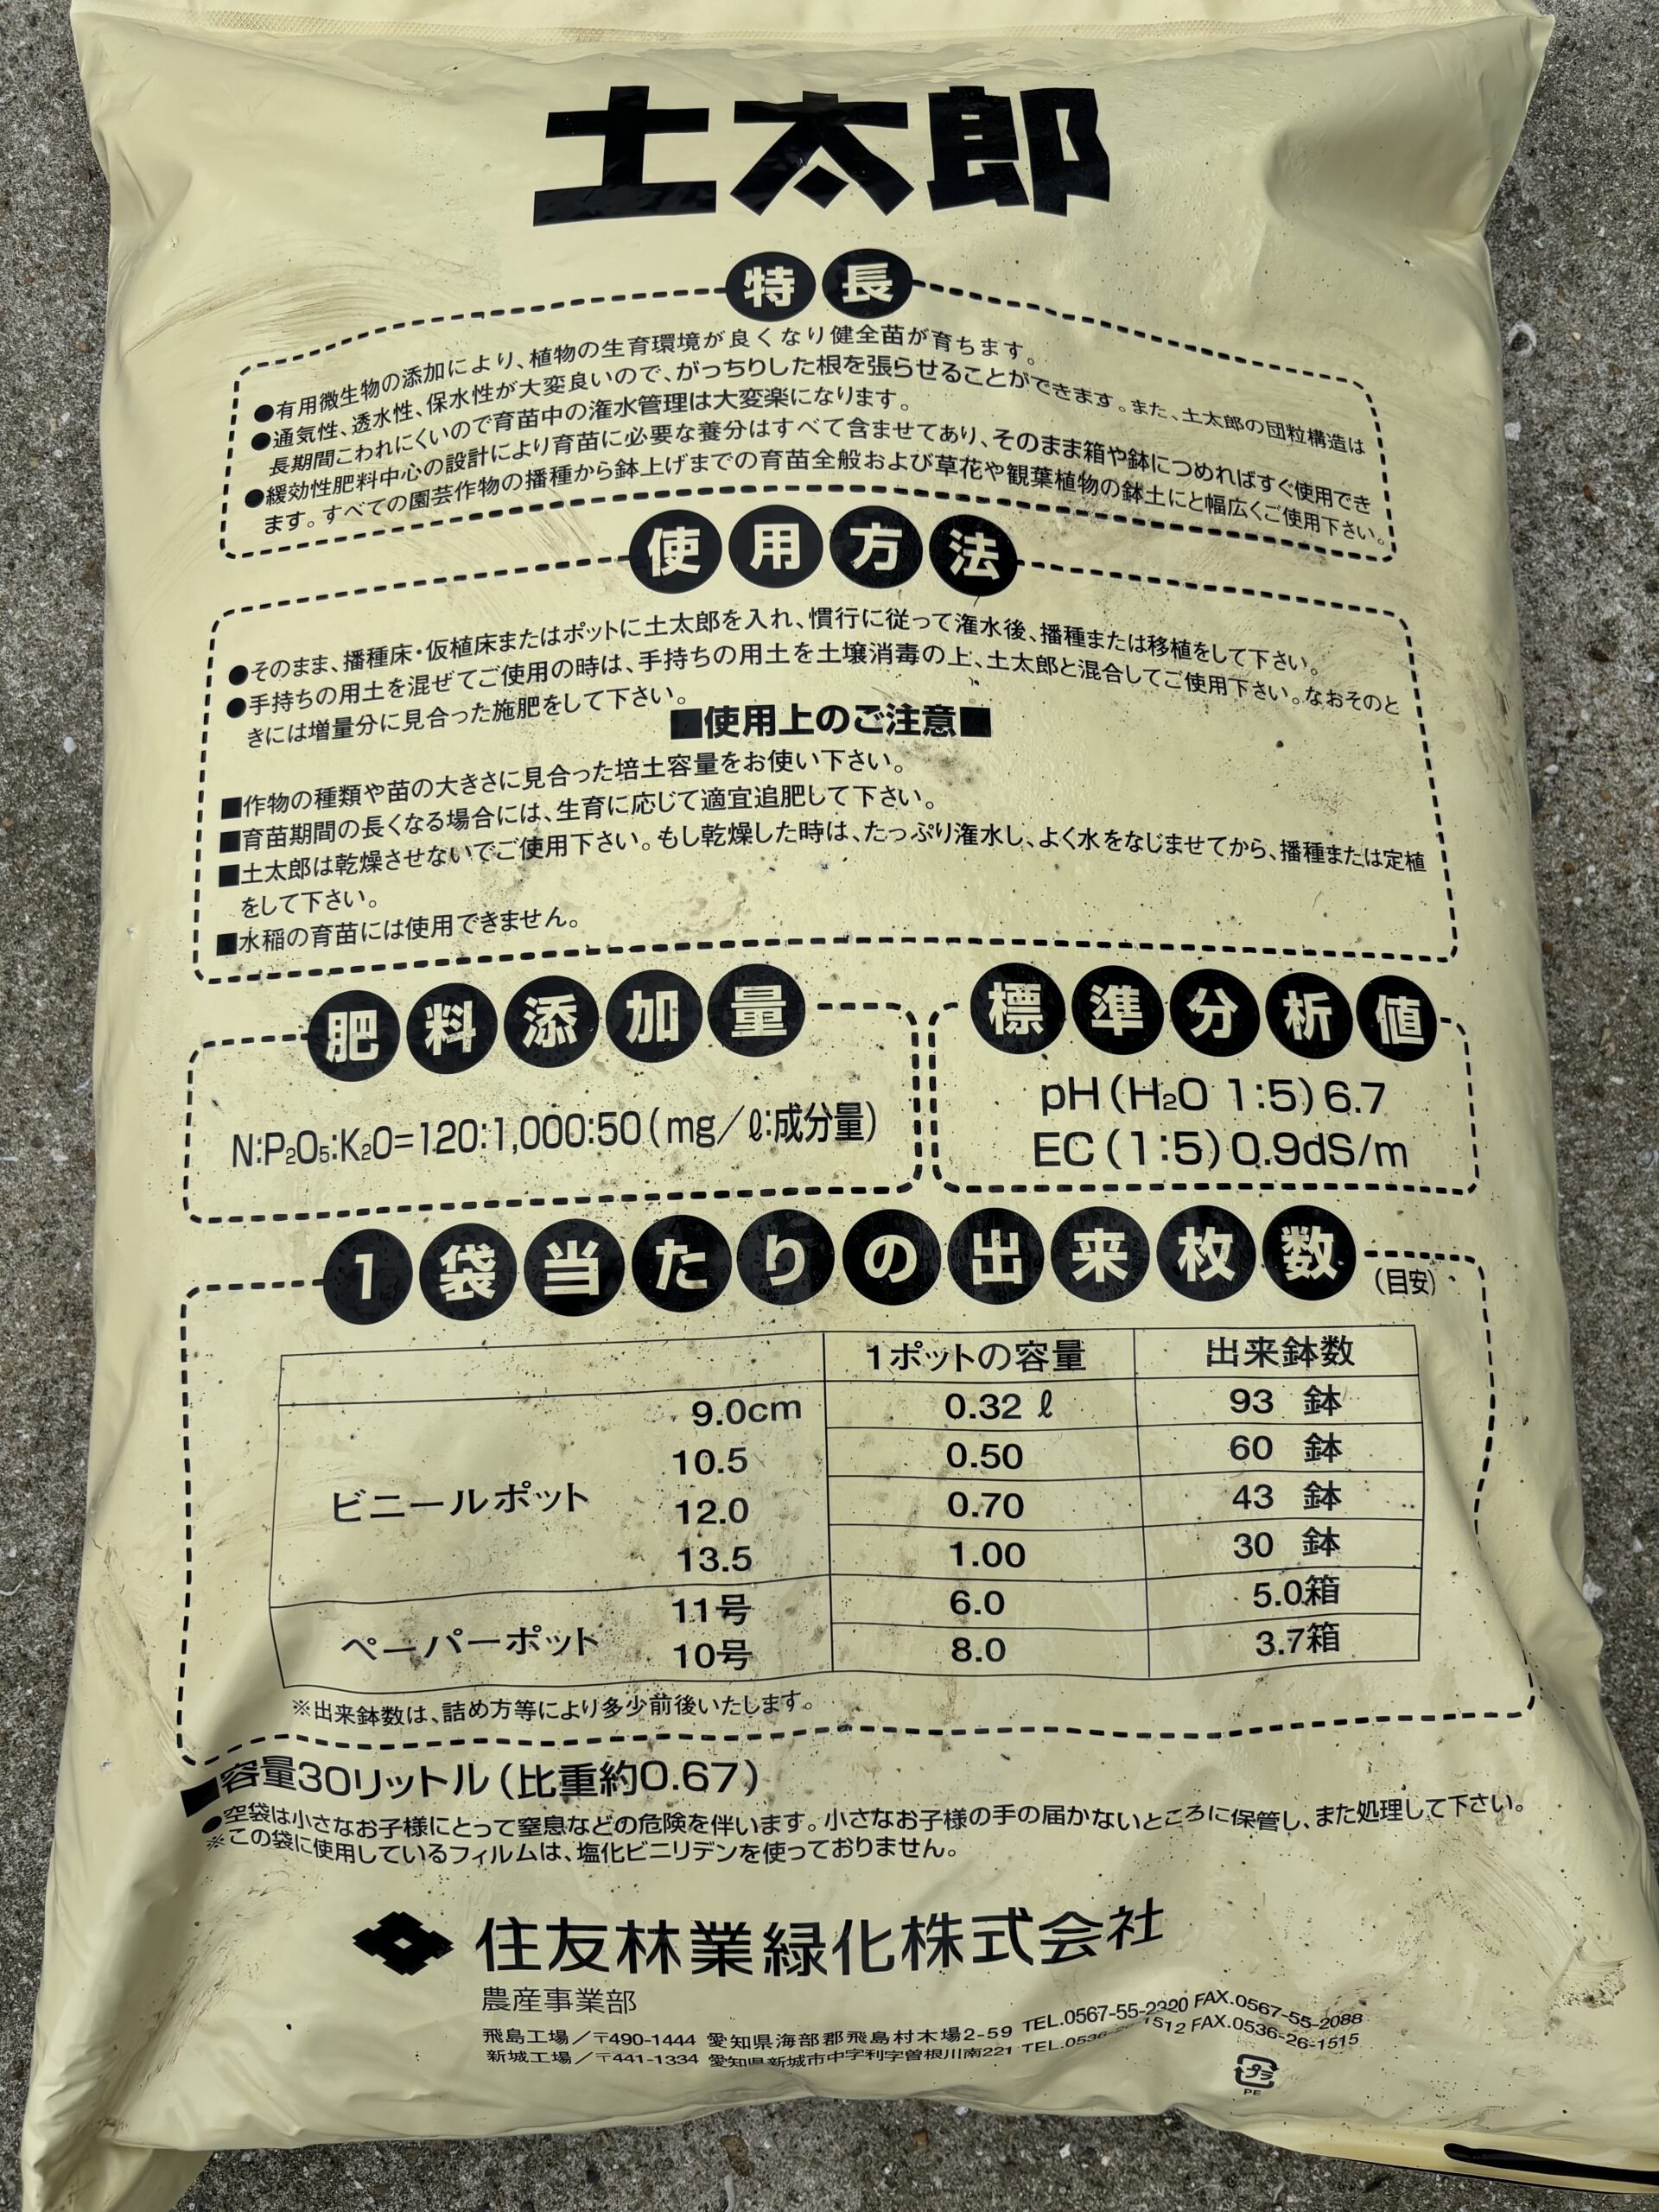 土太郎
特長
●有用微生物の添加により、植物の生育環境が良くなり健全苗が育ちます。
●通気性、透水性、保水性が大変良いので、がっちりした根を張らせることができます。また、土太郎の団粒構造は
長期間こわれにくいので育苗中の潅水管理は大変楽になります。
●緩効性肥料中心の設計により育苗に必要な養分はすべて含ませてあり、そのまま箱や鉢につめればすぐ使用でき
ます。すべての園芸作物の播種から鉢上げまでの育苗全般および草花や観葉植物の鉢土にと幅広くご使用下さい。
使用方法
●そのまま、播種床・仮植床またはポットに土太郎を入れ、慣行に従って潅水後、播種または移植をして下さい。
●手持ちの用土を混ぜてご使用の時は、手持ちの用土を土壌消毒の上、土太郎と混合してご使用下さい。なおそのと
きには増量分に見合った施肥をして下さい。
■使用上のご注意■
■作物の種類や苗の大きさに見合った培土容量をお使い下さい。
■育苗期間の長くなる場合には、生育に応じて適宜追肥して下さい。
■土太郎は乾燥させないでご使用下さい。もし乾燥した時は、たっぷり潅水し、よく水をなじませてから、播種または定植
をして下さい。
■水稲の育苗には使用できません。
肥料添加量
N:P₂O₅:K₂O=120:1,000:50(mg/ℓ:成分量)
標準分析値
pH(H₂O 1:5)6.7
EC(1:5)0.9dS/m
1袋当たりの出来枚数(目安)
1ポットの容量 出来鉢数
ビニールポット 9.0cm 0.32ℓ 93 鉢
10.5 0.50 60 鉢
12.0 0.70 43 鉢
13.5 1.00 30 鉢
ペーパーポット 11号 6.0 5.0箱
10号 8.0 3.7箱
※出来鉢数は、詰め方等により多少前後いたします。
■容量30リットル(比重約0.67)
●空袋は小さなお子様にとって窒息などの危険を伴います。小さなお子様の手の届かないところに保管し、また処理して下さい。
※この袋に使用しているフィルムは、塩化ビニリデンを使っておりません。
住友林業緑化株式会社
農産事業部
飛島工場/〒490-1444 愛知県海部郡飛島村木場2-59 TEL.0567-55-2320 FAX.0567-55-2088
新城工場/〒441-1334 愛知県新城市中宇利字曽根川南221 FAX.0536-26-1515
プラ
PE